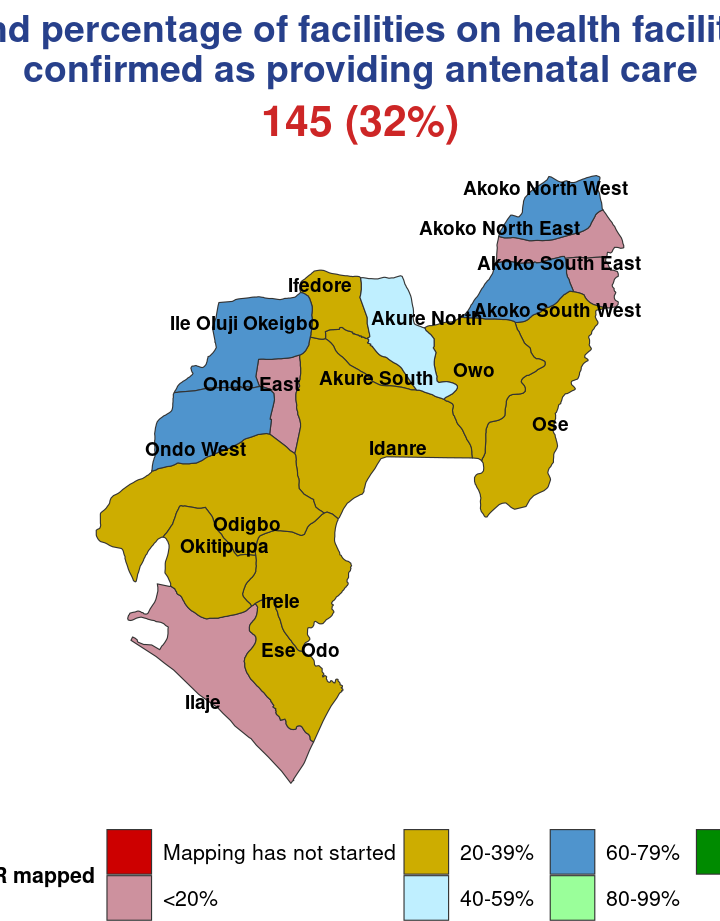 nd percentage of facilities on health facilit
confirmed as providing antenatal care
145 (32%)
Akoko North West
Akoko North East
Akoko South East
Ifedore
Akoko South West
Ile Oluji Okeigbo
Akure North
Owo
Ondo East
Akure South
Ose
Ondo West
Idanre
Odigbo
Okitipupa
Irele
Ese Odo
Ilaje
R mapped
Mapping has not started
<20%
20-39%
40-59%
60-79%
80-99%